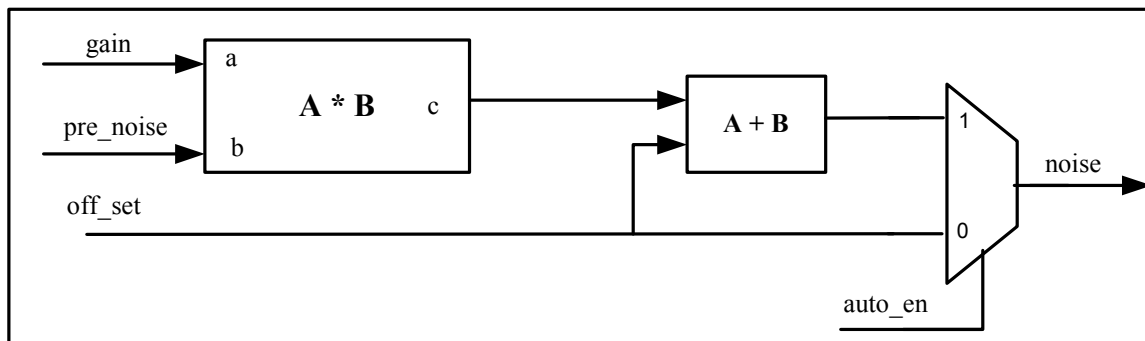 gain
a
A * B
c
pre_noise
b
A + B
1
noise
off_set
0
auto_en